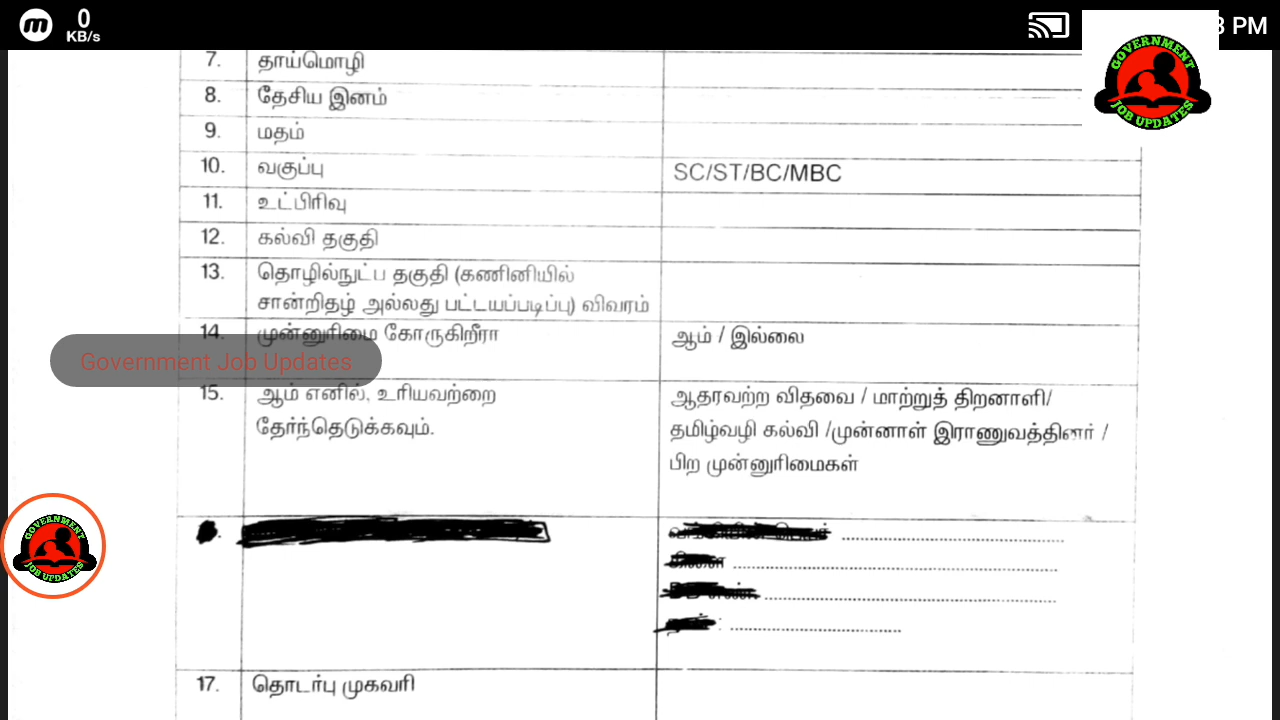 0
KB/s
PM
GOVERNMENT
JOB UPDATES
7. தாய்மொழி
8. தேசிய இனம்
9. மதம்
10. வகுப்பு SC/ST/BC/MBC
11. உட்பிரிவு
12. கல்வி தகுதி
13. தொழில்நுட்ப தகுதி (கணினியில்
சான்றிதழ் அல்லது பட்டயப்படிப்பு) விவரம்
14. முன்னுரிமை கோருகிறீரா ஆம் / இல்லை
Government Job Updates
15. ஆம் எனில், உரியவற்றை ஆதரவற்ற விதவை / மாற்றுத் திறனாளி/
தேர்ந்தெடுக்கவும். தமிழ்வழி கல்வி /முன்னாள் இராணுவத்தினர் /
பிற முன்னுரிமைகள்
GOVERNMENT
JOB UPDATES
17. தொடர்பு முகவரி